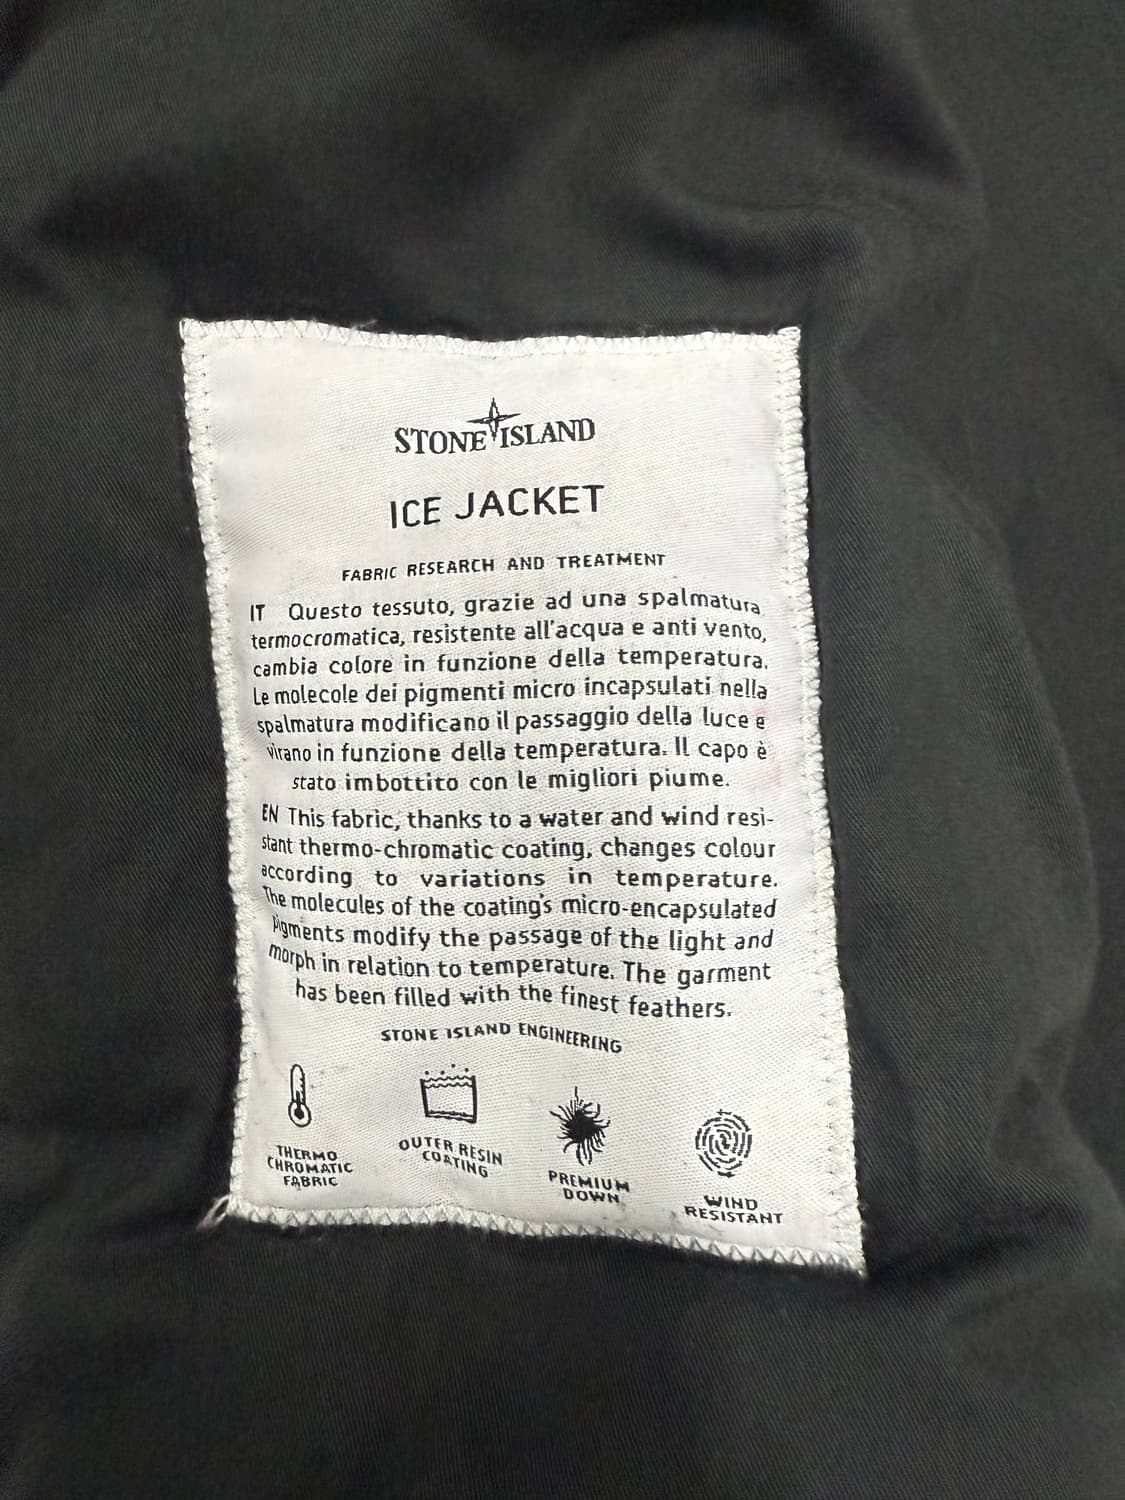 STONE ISLAND
ICE JACKET
FABRIC RESEARCH AND TREATMENT
IT Questo tessuto, grazie ad una spalmatura
termocromatica, resistente all'acqua e anti vento,
cambia colore in funzione della temperatura.
Le molecole dei pigmenti micro incapsulati nella
spalmatura modificano il passaggio della luce e
virano in funzione della temperatura. Il capo è
stato imbottito con le migliori piume.
EN This fabric, thanks to a water and wind resi-
stant thermo-chromatic coating, changes colour
according to variations in temperature.
The molecules of the coating's micro-encapsulated
pigments modify the passage of the light and
morph in relation to temperature. The garment
has been filled with the finest feathers.
STONE ISLAND ENGINEERING
THERMO
CHROMATIC
FABRIC
OUTER RESIN
COATING
PREMIUM
DOWN
WIND
RESISTANT